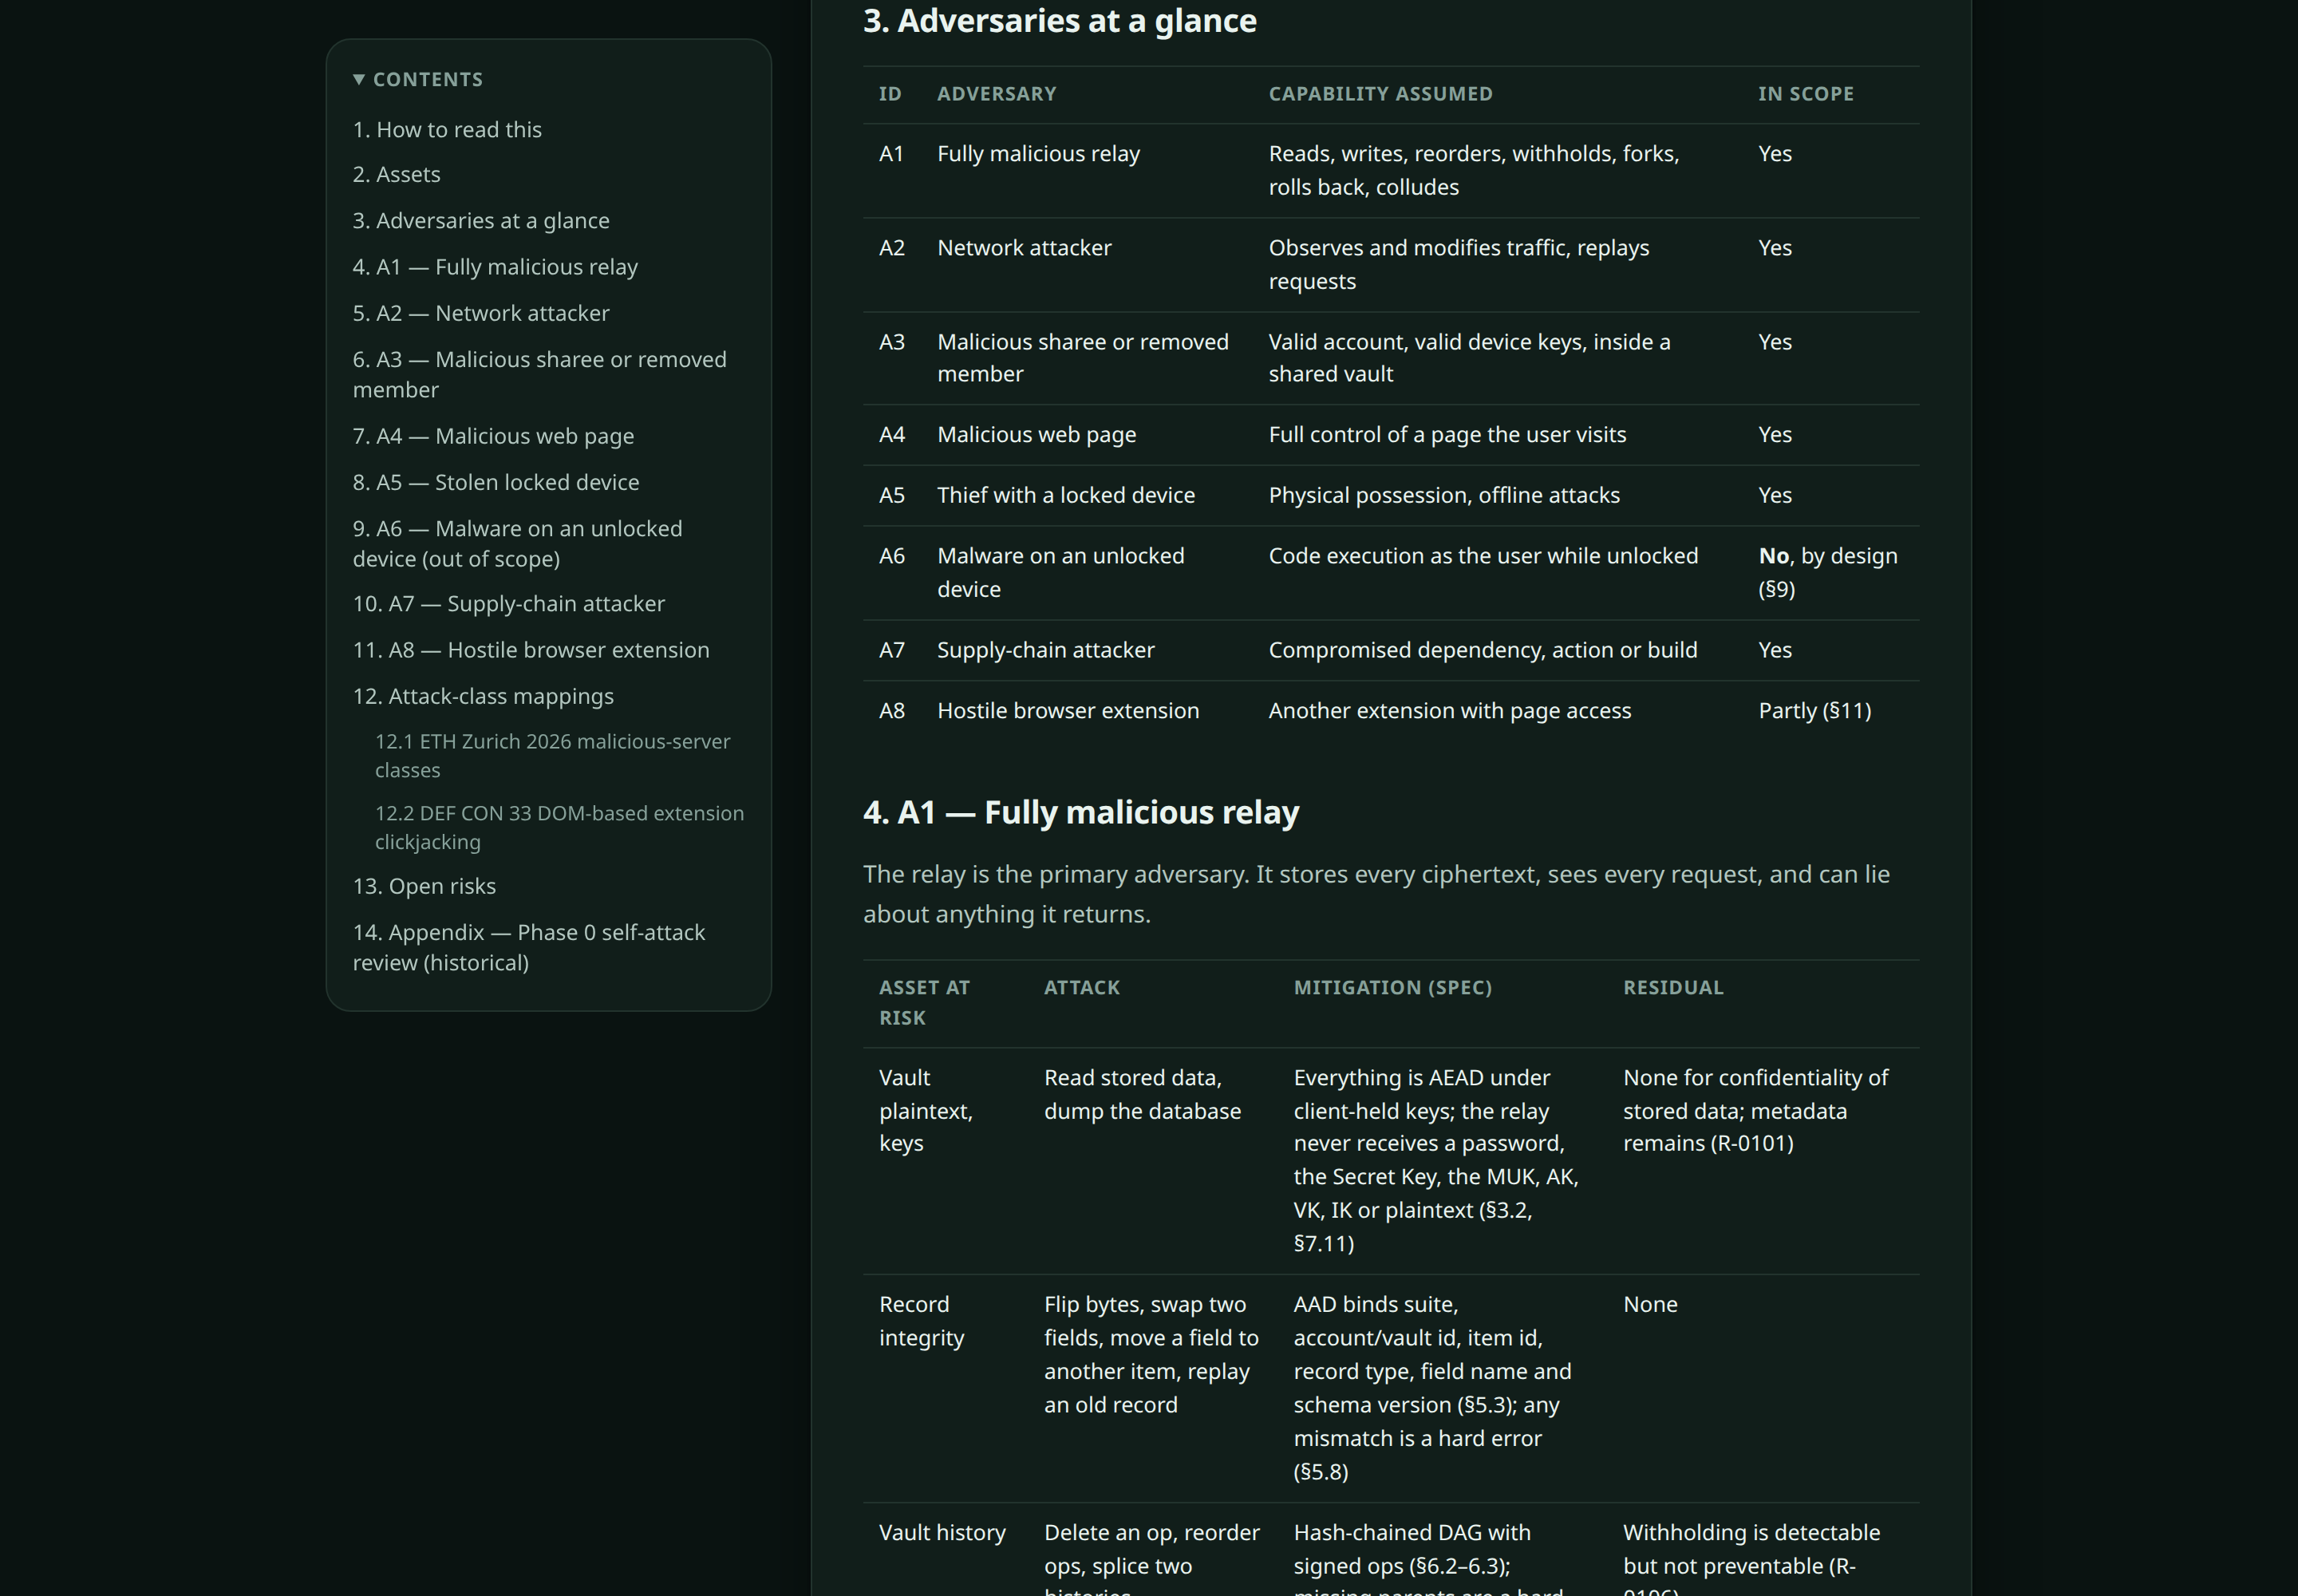 ▼ CONTENTS
1. How to read this
2. Assets
3. Adversaries at a glance
4. A1 — Fully malicious relay
5. A2 — Network attacker
6. A3 — Malicious sharee or removed
member
7. A4 — Malicious web page
8. A5 — Stolen locked device
9. A6 — Malware on an unlocked
device (out of scope)
10. A7 — Supply-chain attacker
11. A8 — Hostile browser extension
12. Attack-class mappings
12.1 ETH Zurich 2026 malicious-server
classes
12.2 DEF CON 33 DOM-based extension
clickjacking
13. Open risks
14. Appendix — Phase 0 self-attack
review (historical)
3. Adversaries at a glance
ID ADVERSARY CAPABILITY ASSUMED IN SCOPE
A1 Fully malicious relay Reads, writes, reorders, withholds, forks, Yes
rolls back, colludes
A2 Network attacker Observes and modifies traffic, replays Yes
requests
A3 Malicious sharee or removed Valid account, valid device keys, inside a Yes
member shared vault
A4 Malicious web page Full control of a page the user visits Yes
A5 Thief with a locked device Physical possession, offline attacks Yes
A6 Malware on an unlocked Code execution as the user while unlocked No, by design
device (§9)
A7 Supply-chain attacker Compromised dependency, action or build Yes
A8 Hostile browser extension Another extension with page access Partly (§11)
4. A1 — Fully malicious relay
The relay is the primary adversary. It stores every ciphertext, sees every request, and can lie
about anything it returns.
ASSET AT ATTACK MITIGATION (SPEC) RESIDUAL
RISK
Vault Read stored data, Everything is AEAD under None for confidentiality of
plaintext, dump the database client-held keys; the relay stored data; metadata
keys never receives a password, remains (R-0101)
the Secret Key, the MUK, AK,
VK, IK or plaintext (§3.2,
§7.11)
Record Flip bytes, swap two AAD binds suite, None
integrity fields, move a field to account/vault id, item id,
another item, replay record type, field name and
an old record schema version (§5.3); any
mismatch is a hard error
(§5.8)
Vault history Delete an op, reorder Hash-chained DAG with Withholding is detectable
ops, splice two signed ops (§6.2–6.3); but not preventable (R-
histories missing parents are a hard 0106)